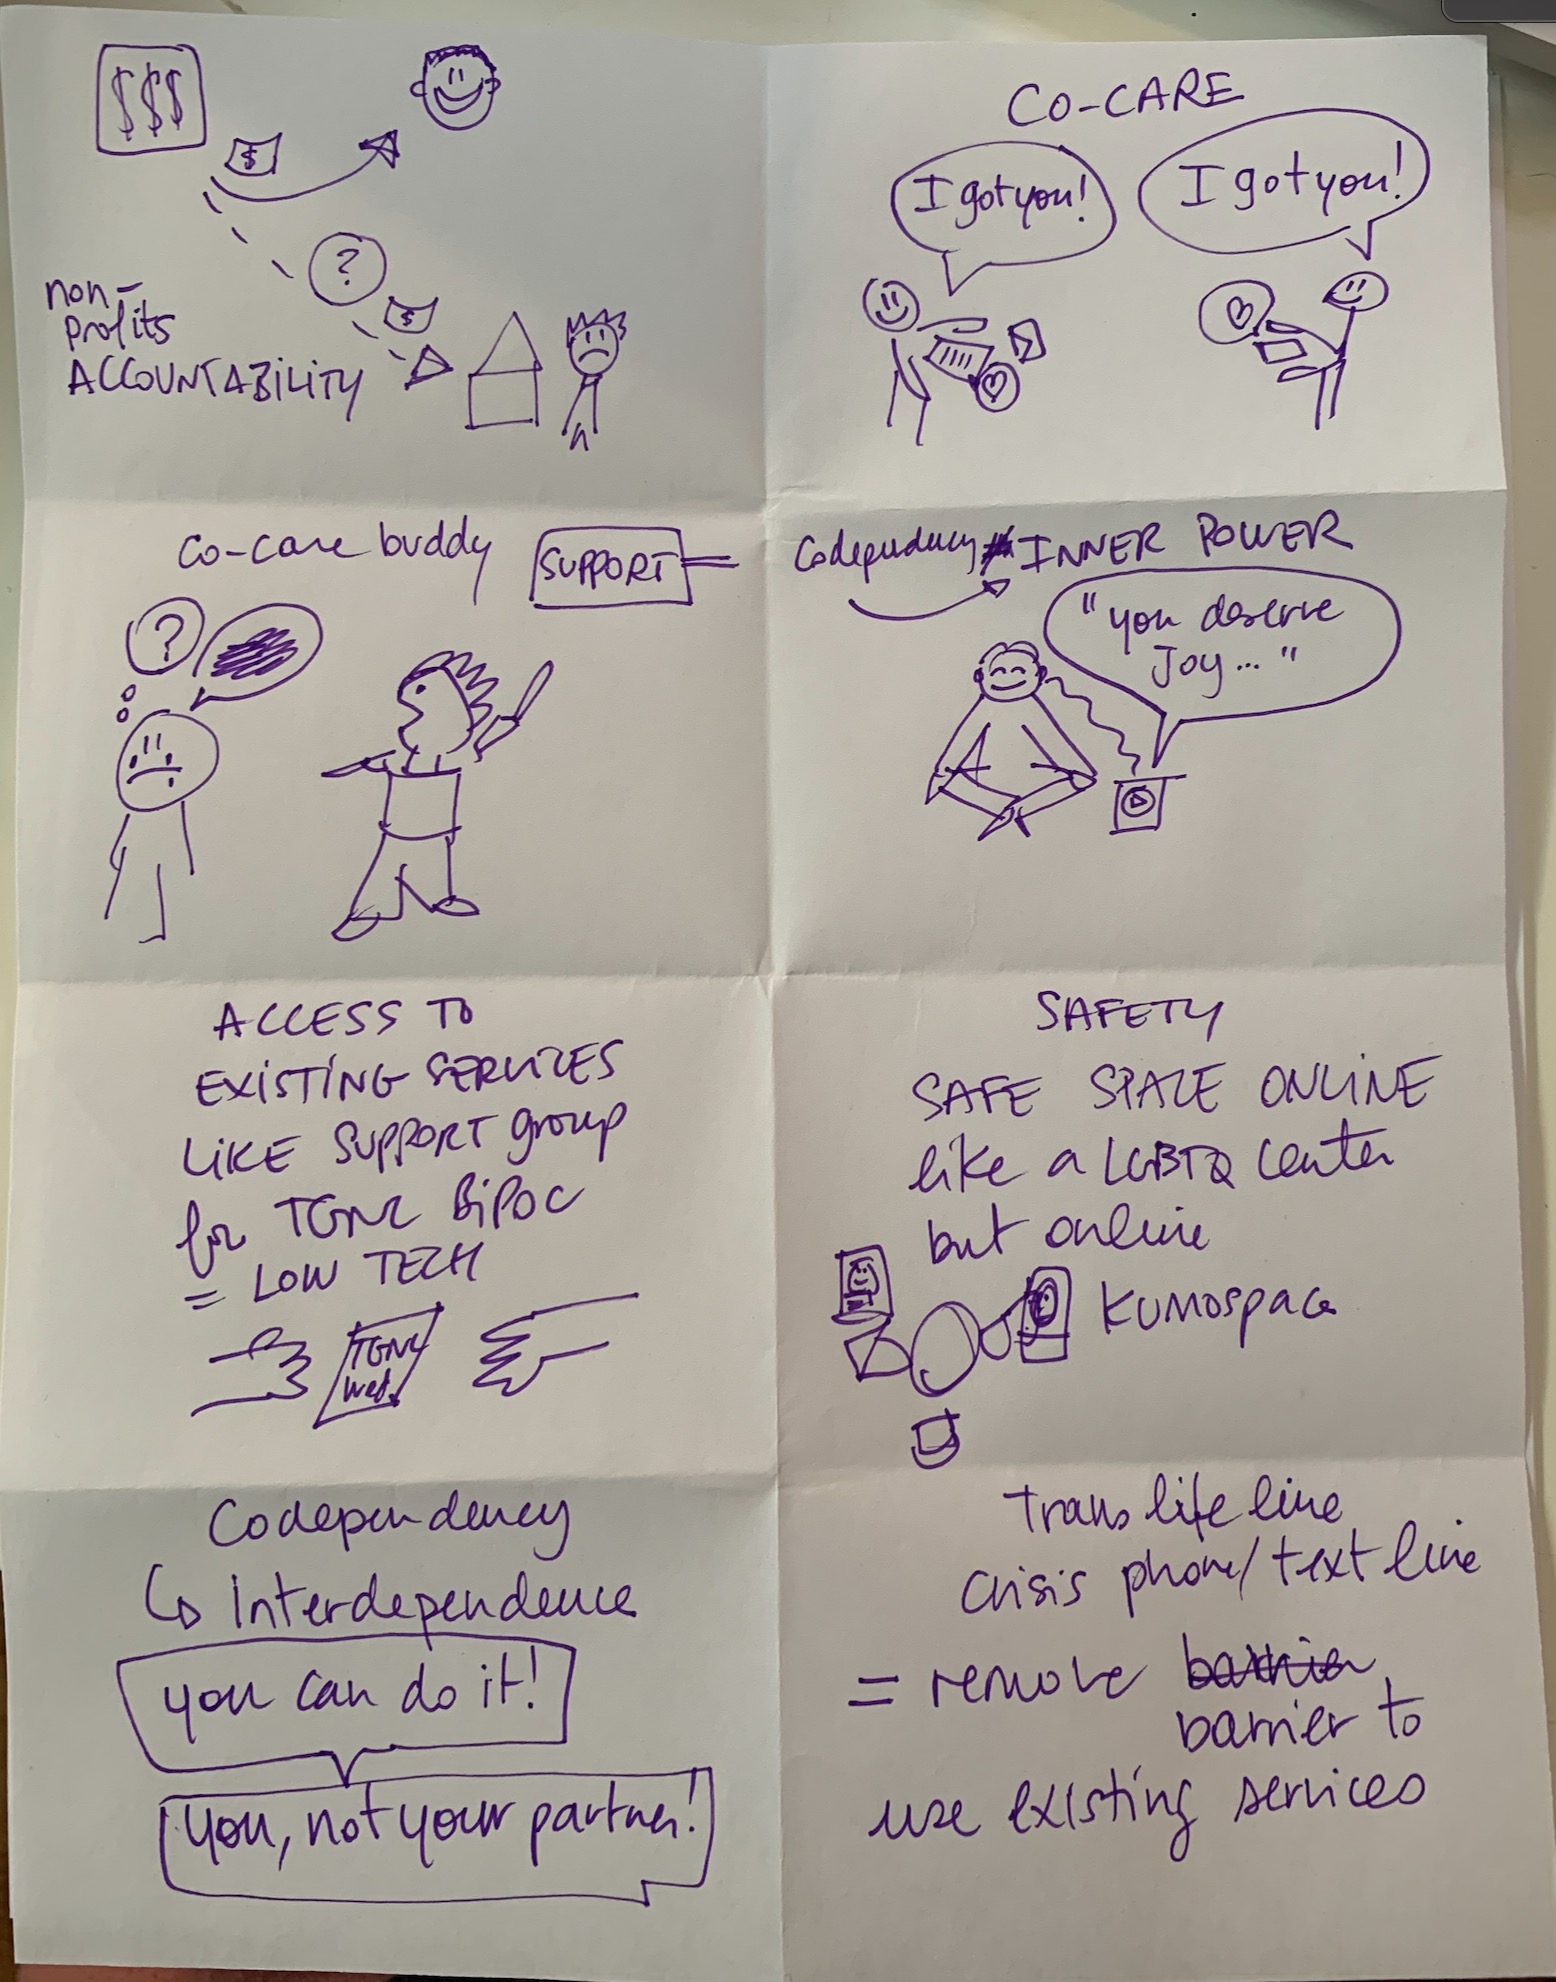 $$$
$
?
$
non-
profits
ACCOUNTABILITY
CO-CARE
I got you!
I got you!
Co-care buddy
SUPPORT
?
Codependency
INNER POWER
"you deserve
Joy..."
ACCESS TO
EXISTING SERVICES
LIKE SUPPORT group
for TGNC BIPOC
= LOW TECH
TGNC
SAFETY
SAFE SPACE ONLINE
like a LGBTQ Center
but online
Kumospace
Codependency
↳ Interdependence
you can do it!
you, not your partner!
Trans life line
Crisis phone/text line
= remove barrier
barrier to
use existing services